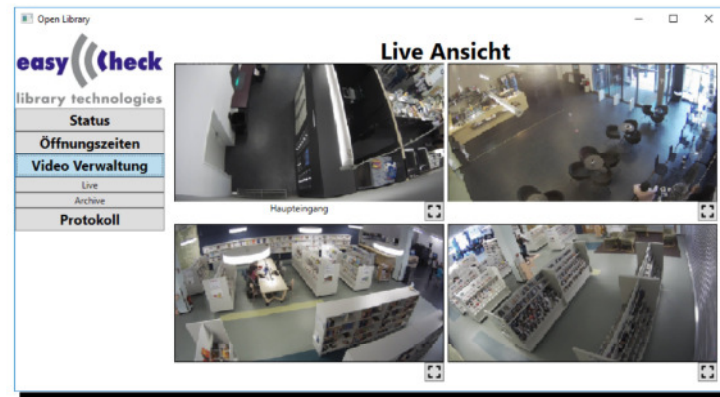 Open Library
easy Check
library technologies
Live Ansicht
Status
Öffnungszeiten
Video Verwaltung
Live
Archive
Protokoll
Haupteingang